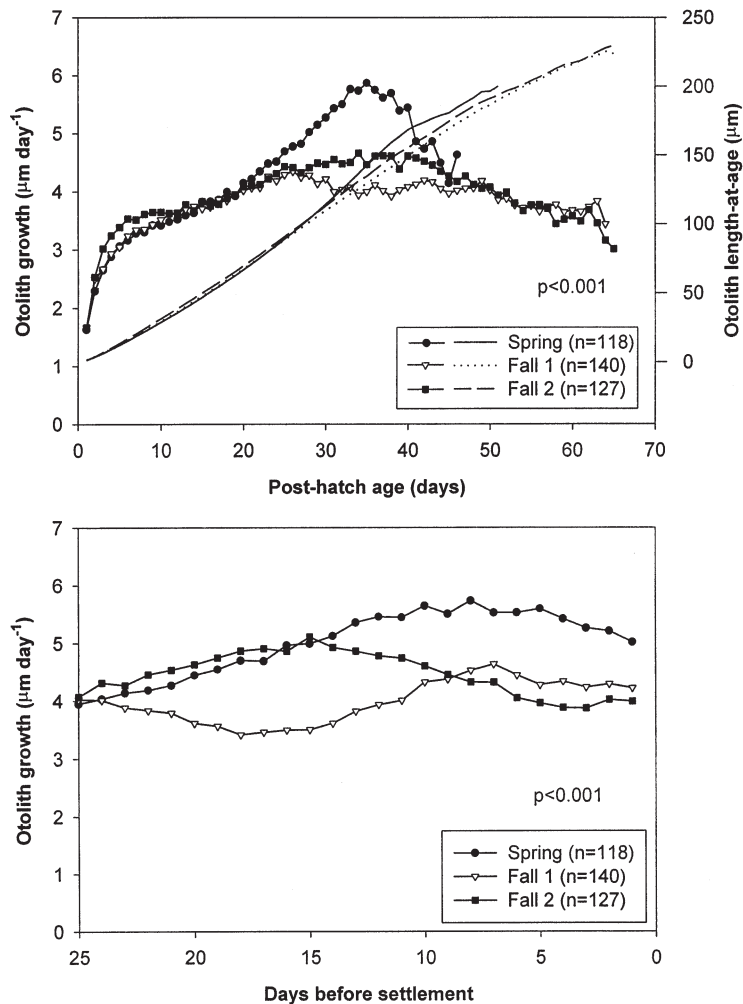 7
6
5
4
3
2
1
0
Otolith growth (µm day⁻¹)
250
200
150
100
50
0
Otolith length-at-age (µm)
p<0.001
Spring (n=118)
Fall 1 (n=140)
Fall 2 (n=127)
0 10 20 30 40 50 60 70
Post-hatch age (days)
7
6
5
4
3
2
1
0
Otolith growth (µm day⁻¹)
p<0.001
Spring (n=118)
Fall 1 (n=140)
Fall 2 (n=127)
25 20 15 10 5 0
Days before settlement